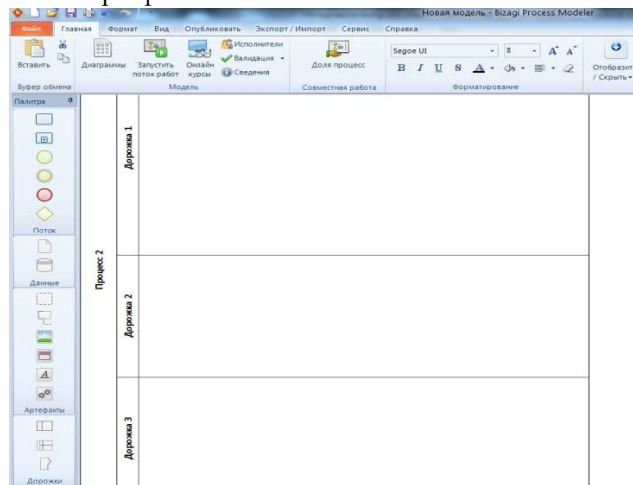 Новая модель - Bizagi Process Modeler
Файл Главная Формат Вид Опубликовать Экспорт / Импорт Сервис Справка
Вставить
Диаграммы
Запустить поток работ
Онлайн курсы
Исполнители
Валидация
Сведения
Доля процесс
Segoe UI 8
B I U S A
Отобразит
/ Скрыть
Буфер обмена Модель Совместная работа Форматирование
Палитра
Поток
Данные
A
Артефакты
Дорожки
Процесс 2
Дорожка 1
Дорожка 2
Дорожка 3